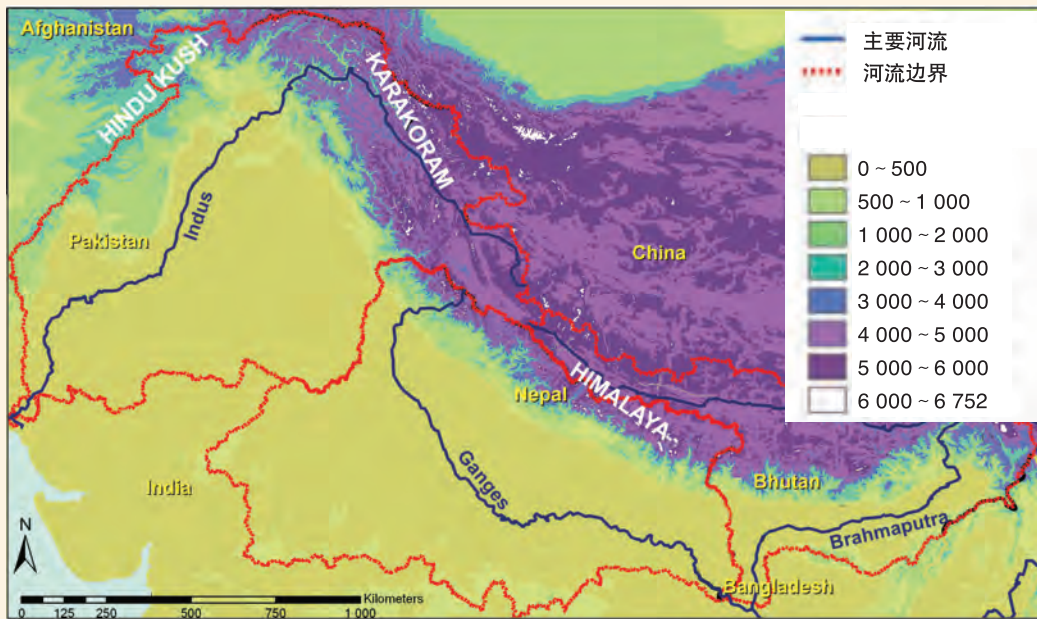 Afghanistan
HINDU KUSH
KARAKORAM
Indus
Pakistan
China
HIMALAYA
Nepal
Ganges
India
Bhutan
Brahmaputra
Bangladesh
N
Kilometers
0 125 250 500 750 1 000
主要河流
河流边界
0 ~ 500
500 ~ 1 000
1 000 ~ 2 000
2 000 ~ 3 000
3 000 ~ 4 000
4 000 ~ 5 000
5 000 ~ 6 000
6 000 ~ 6 752